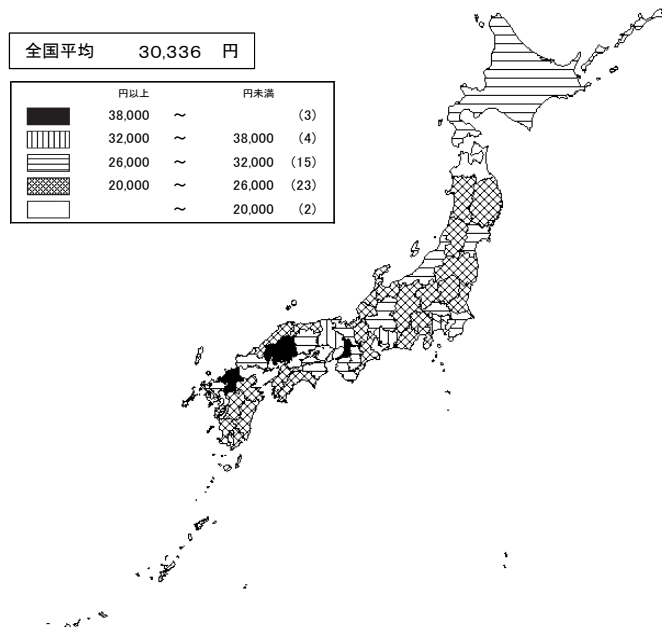 全国平均 30,336 円
円以上 円未満
38,000 ～ (3)
32,000 ～ 38,000 (4)
26,000 ～ 32,000 (15)
20,000 ～ 26,000 (23)
～ 20,000 (2)